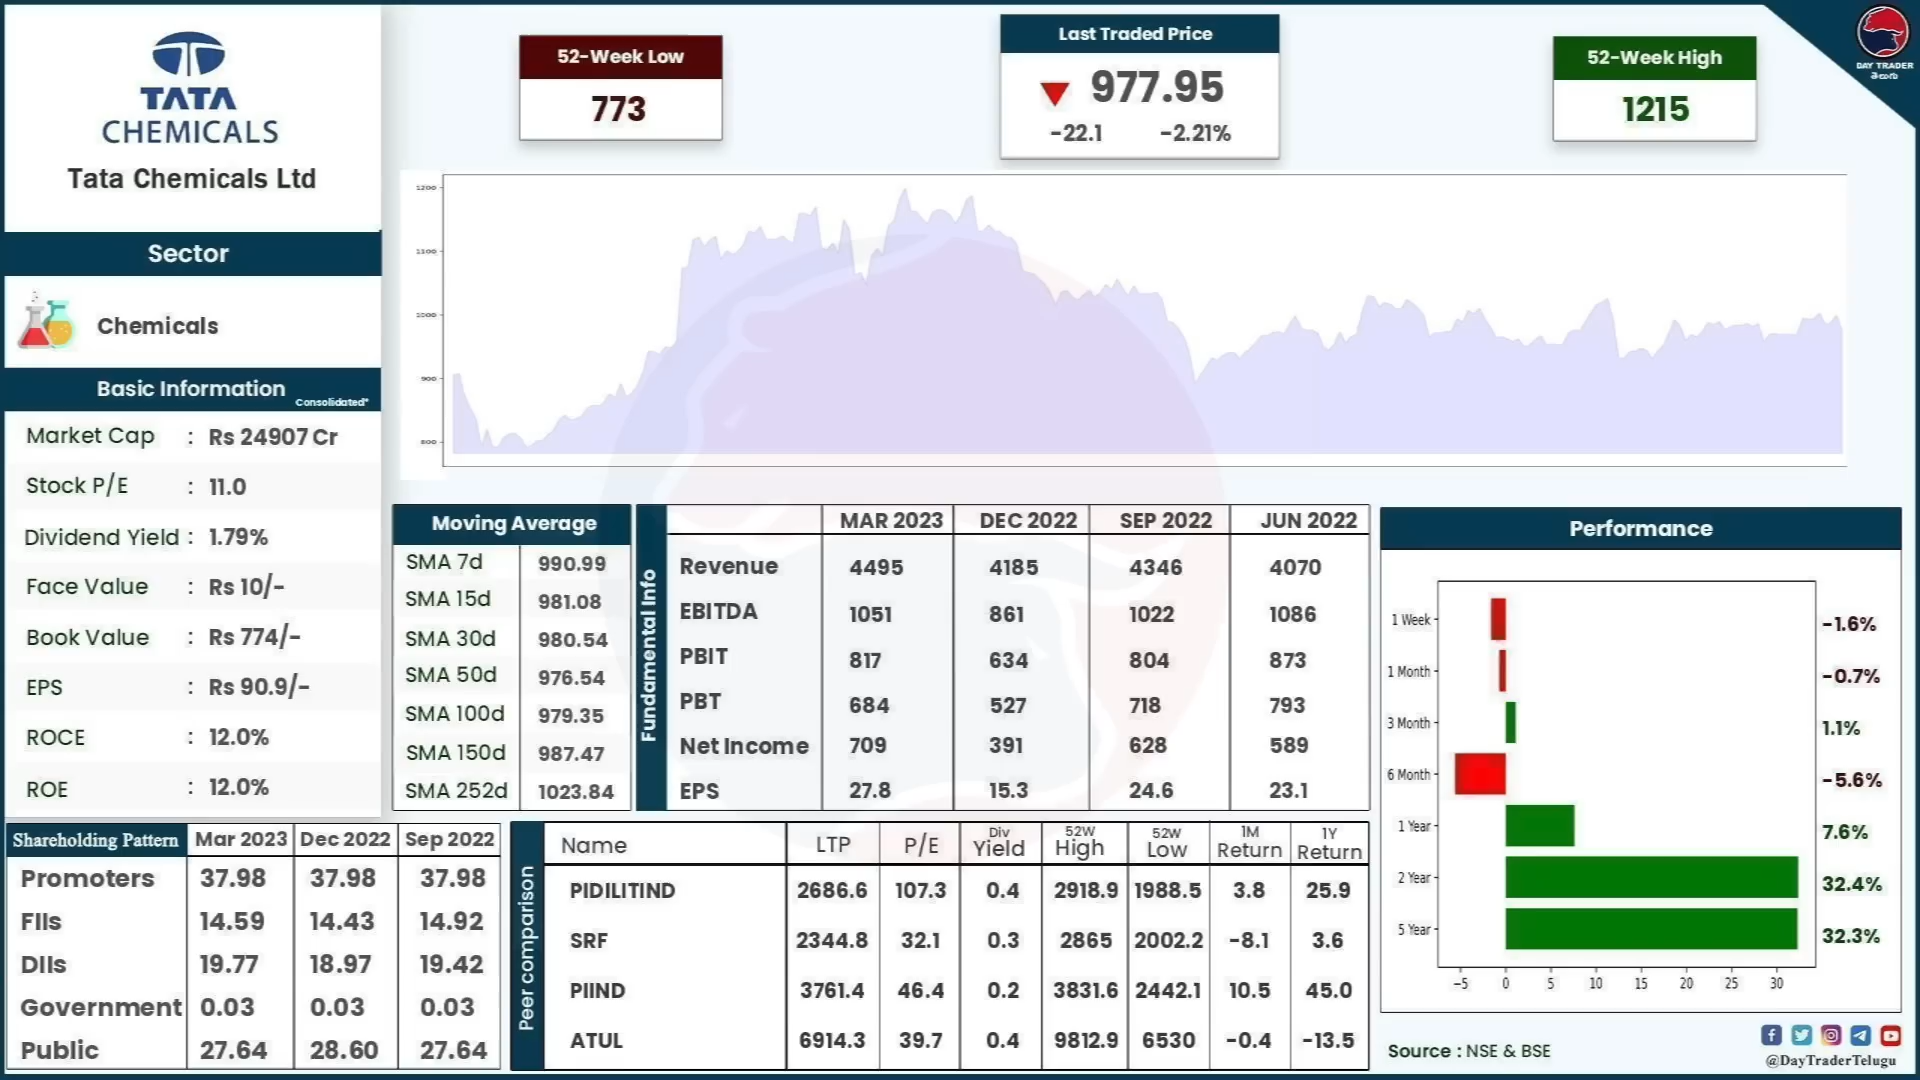 TATA
CHEMICALS
Tata Chemicals Ltd
Sector
Chemicals
Basic Information
Consolidated*
Market Cap : Rs 24907 Cr
Stock P/E : 11.0
Dividend Yield : 1.79%
Face Value : Rs 10/-
Book Value : Rs 774/-
EPS : Rs 90.9/-
ROCE : 12.0%
ROE : 12.0%
52-Week Low
773
Last Traded Price
977.95
-22.1 -2.21%
52-Week High
1215
DAY TRADER
తెలుగు
1200
1100
1000
900
800
Moving Average
SMA 7d 990.99
SMA 15d 981.08
SMA 30d 980.54
SMA 50d 976.54
SMA 100d 979.35
SMA 150d 987.47
SMA 252d 1023.84
Fundamental Info
MAR 2023 DEC 2022 SEP 2022 JUN 2022
Revenue 4495 4185 4346 4070
EBITDA 1051 861 1022 1086
PBIT 817 634 804 873
PBT 684 527 718 793
Net Income 709 391 628 589
EPS 27.8 15.3 24.6 23.1
Performance
1 Week -1.6%
1 Month -0.7%
3 Month 1.1%
6 Month -5.6%
1 Year 7.6%
2 Year 32.4%
5 Year 32.3%
−5 0 5 10 15 20 25 30
Shareholding Pattern Mar 2023 Dec 2022 Sep 2022
Promoters 37.98 37.98 37.98
FIIs 14.59 14.43 14.92
DIIs 19.77 18.97 19.42
Government 0.03 0.03 0.03
Public 27.64 28.60 27.64
Peer comparison
Name LTP P/E Div Yield 52W High 52W Low 1M Return 1Y Return
PIDILITIND 2686.6 107.3 0.4 2918.9 1988.5 3.8 25.9
SRF 2344.8 32.1 0.3 2865 2002.2 -8.1 3.6
PIIND 3761.4 46.4 0.2 3831.6 2442.1 10.5 45.0
ATUL 6914.3 39.7 0.4 9812.9 6530 -0.4 -13.5
Source : NSE & BSE
@DayTraderTelugu